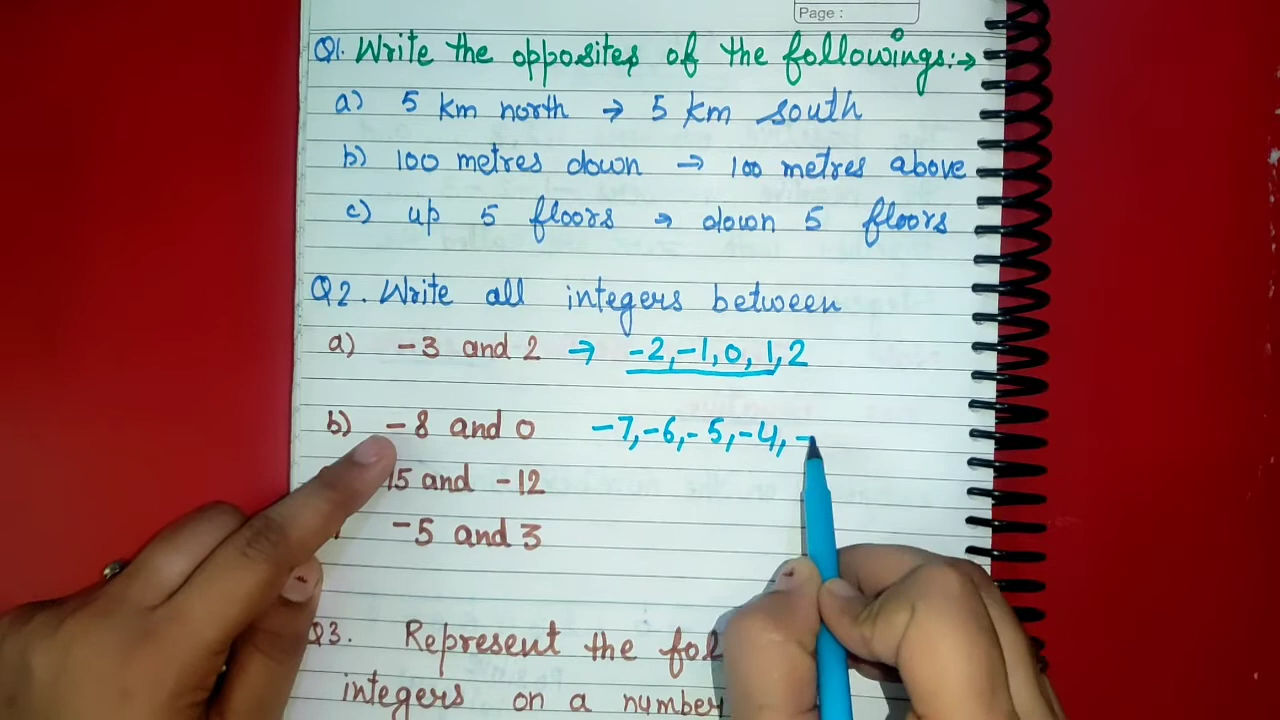 Page :
Q1. Write the opposites of the followings:→
a) 5 km north → 5 km south
b) 100 metres down → 100 metres above
c) up 5 floors → down 5 floors
Q2. Write all integers between
a) -3 and 2 → -2, -1, 0, 1, 2
b) -8 and 0 -7, -6, -5, -4, -
15 and -12
-5 and 3
Q3. Represent the fol
integers on a number